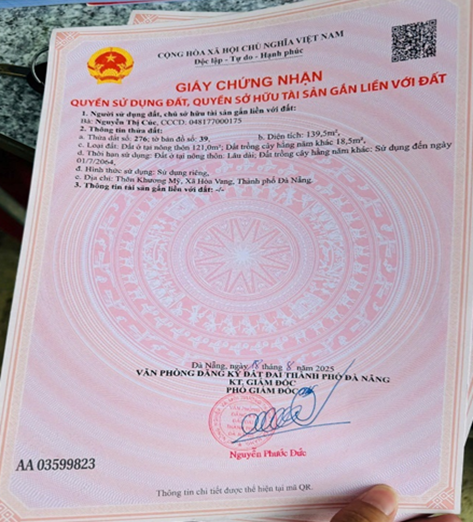 CỘNG HÒA XÃ HỘI CHỦ NGHĨA VIỆT NAM
Độc lập - Tự do - Hạnh phúc
GIẤY CHỨNG NHẬN
QUYỀN SỬ DỤNG ĐẤT, QUYỀN SỞ HỮU TÀI SẢN GẮN LIỀN VỚI ĐẤT
1. Người sử dụng đất, chủ sở hữu tài sản gắn liền với đất:
Bà: Nguyễn Thị Cúc, CCCD: 048177000175
2. Thông tin thửa đất:
a. Thửa đất số: 276; tờ bản đồ số: 39, b. Diện tích: 139,5m²,
c. Loại đất: Đất ở tại nông thôn 121,0m²; Đất trồng cây hằng năm khác 18,5m²,
d. Thời hạn sử dụng: Đất ở tại nông thôn: Lâu dài; Đất trồng cây hằng năm khác: Sử dụng đến ngày
01/7/2064,
đ. Hình thức sử dụng: Sử dụng riêng,
e. Địa chỉ: Thôn Khương Mỹ, Xã Hòa Vang, Thành phố Đà Nẵng.
3. Thông tin tài sản gắn liền với đất: -/-
Đà Nẵng, ngày 18 tháng 8 năm 2025
VĂN PHÒNG ĐĂNG KÝ ĐẤT ĐAI THÀNH PHỐ ĐÀ NẴNG
KT. GIÁM ĐỐC
PHÓ GIÁM ĐỐC
Nguyễn Phước Đức
AA 03599823
Thông tin chi tiết được thể hiện tại mã QR.